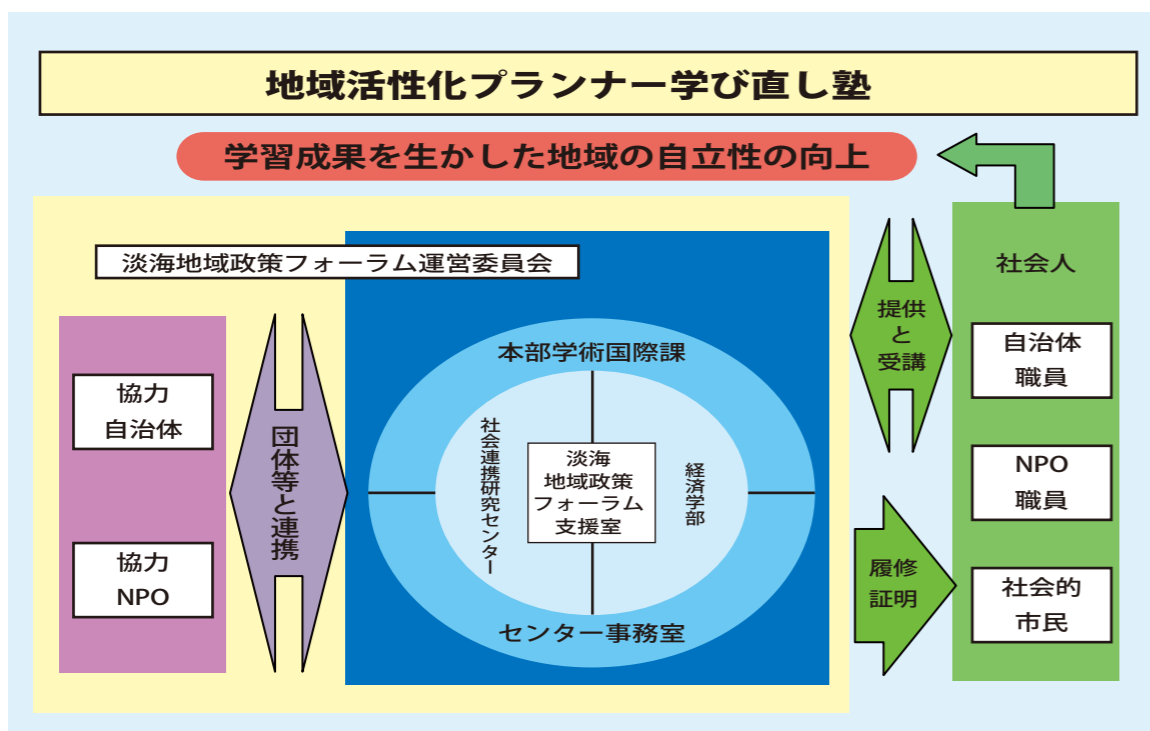 地域活性化プランナー学び直し塾
学習成果を生かした地域の自立性の向上
淡海地域政策フォーラム運営委員会
協力
自治体
協力
NPO
団体等と連携
本部学術国際課
社会連携研究センター
淡海
地域政策
フォーラム
支援室
経済学部
センター事務室
提供
と
受講
履修
証明
社会人
自治体
職員
NPO
職員
社会的
市民